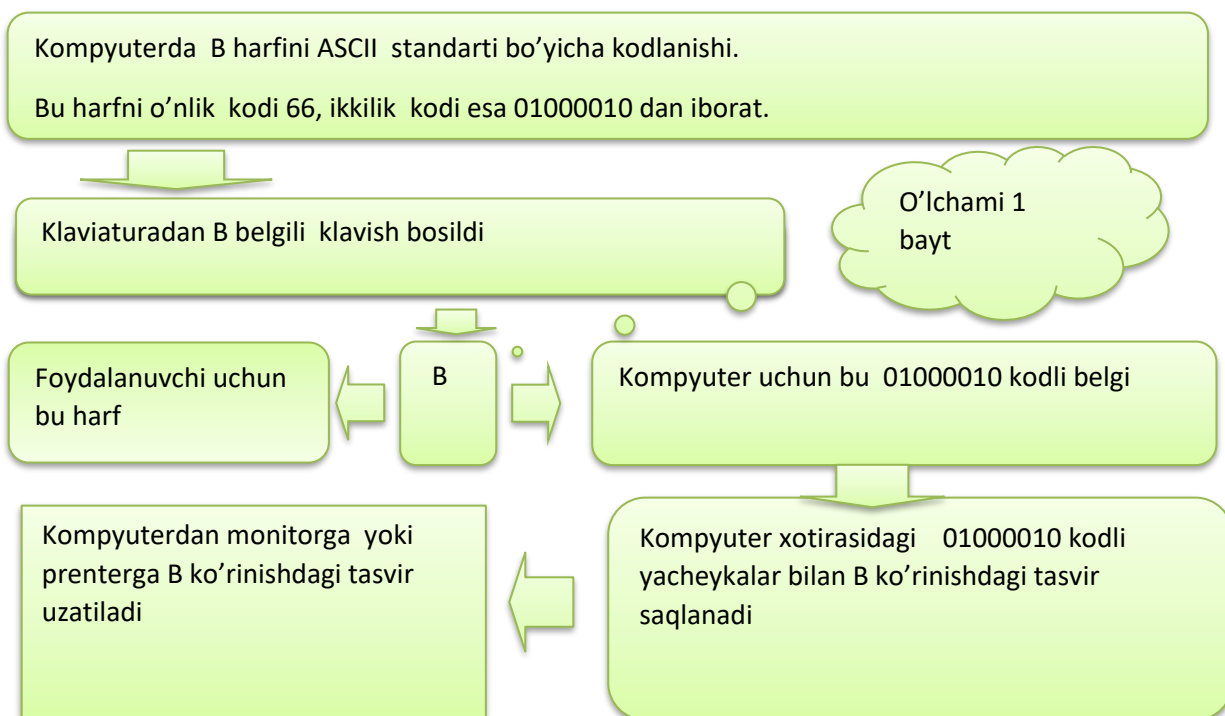 Kompyuterda B harfini ASCII standarti bo’yicha kodlanishi.
Bu harfni o’nlik kodi 66, ikkilik kodi esa 01000010 dan iborat.
O’lchami 1
bayt
Klaviaturadan B belgili klavish bosildi
Foydalanuvchi uchun
bu harf
B
Kompyuter uchun bu 01000010 kodli belgi
Kompyuterdan monitorga yoki
prenterga B ko’rinishdagi tasvir
uzatiladi
Kompyuter xotirasidagi 01000010 kodli
yacheykalar bilan B ko’rinishdagi tasvir
saqlanadi